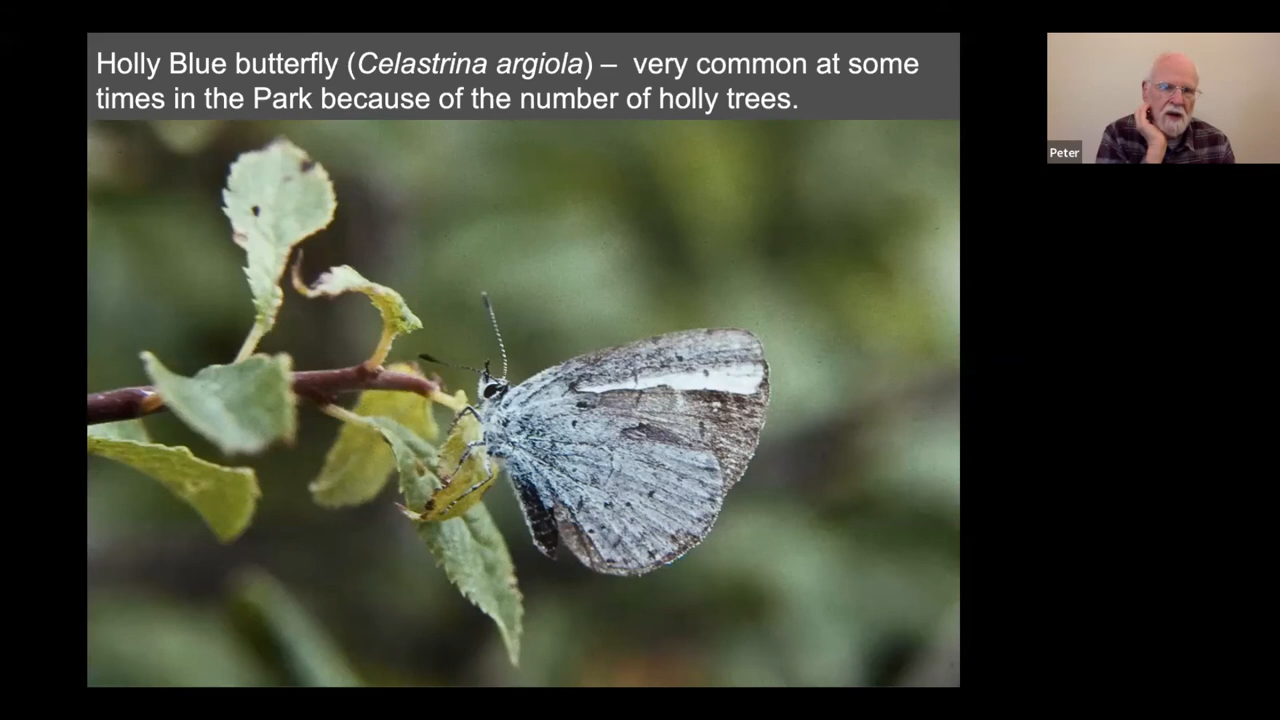 Holly Blue butterfly (Celastrina argiola) –  very common at some
times in the Park because of the number of holly trees.
Peter